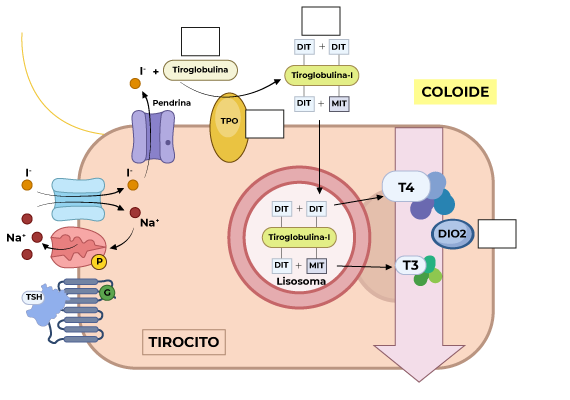 I⁻ +
Tiroglobulina
DIT + DIT
Tiroglobulina-I
DIT + MIT
COLOIDE
Pendrina
TPO
I⁻
I⁻
Na⁺
Na⁺
P
TSH
G
DIT + DIT
Tiroglobulina-I
DIT + MIT
Lisosoma
T4
DIO2
T3
TIROCITO